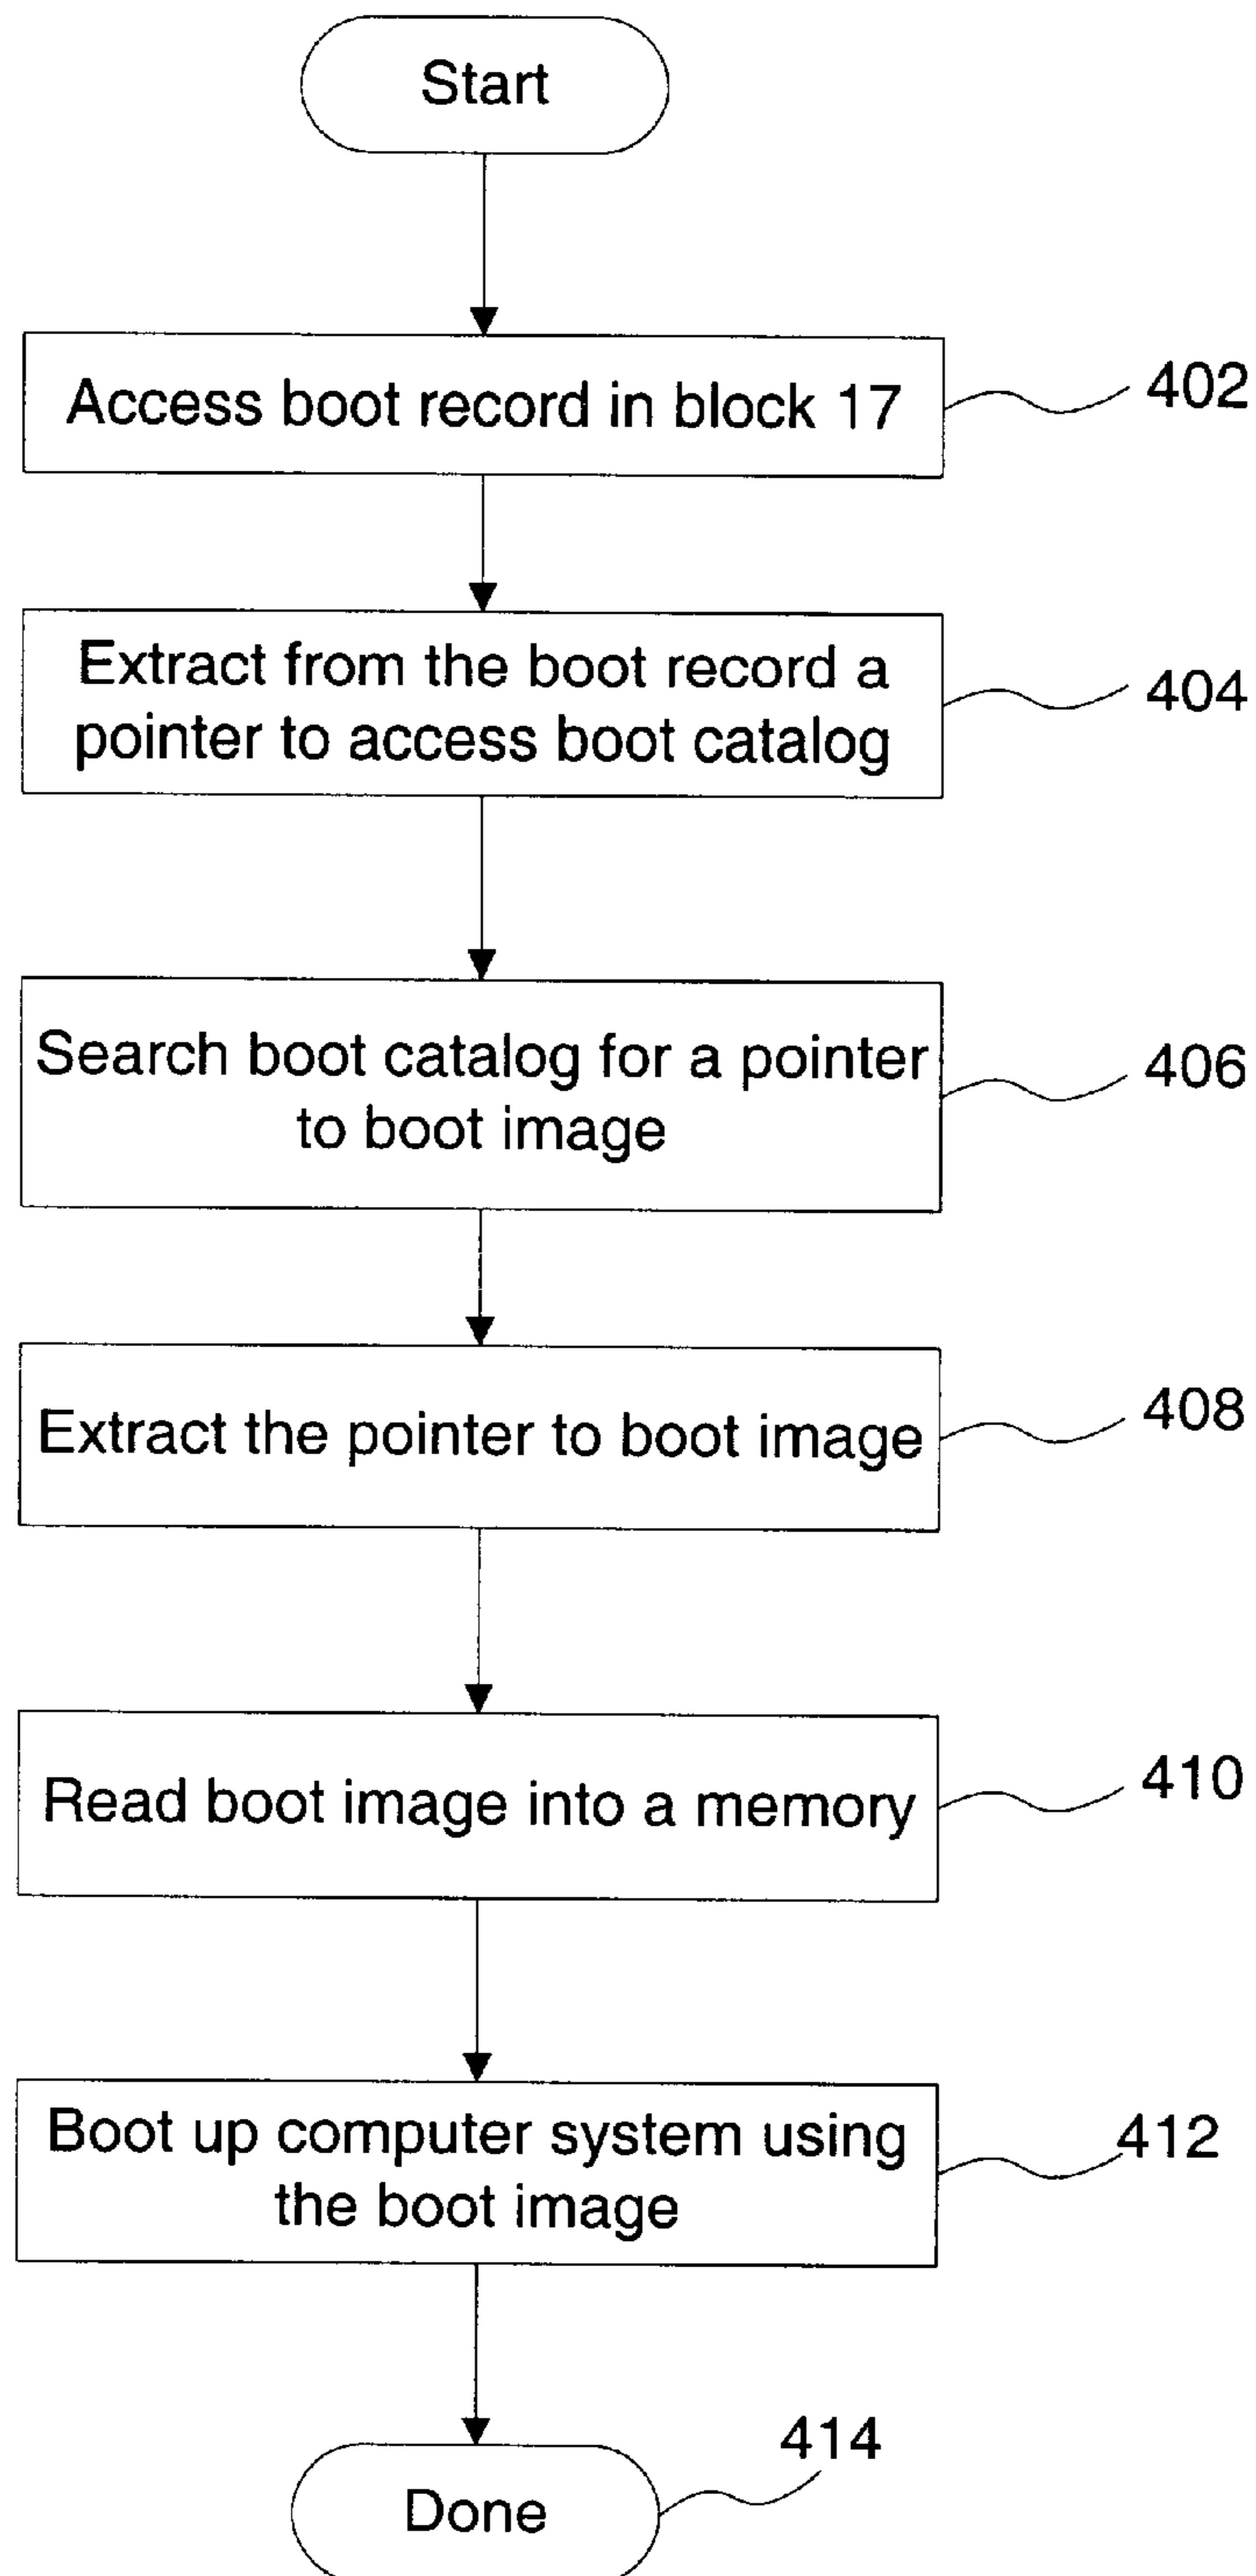 Start
Access boot record in block 17
402
Extract from the boot record a
pointer to access boot catalog
404
Search boot catalog for a pointer
to boot image
406
Extract the pointer to boot image
408
Read boot image into a memory
410
Boot up computer system using
the boot image
412
414
Done